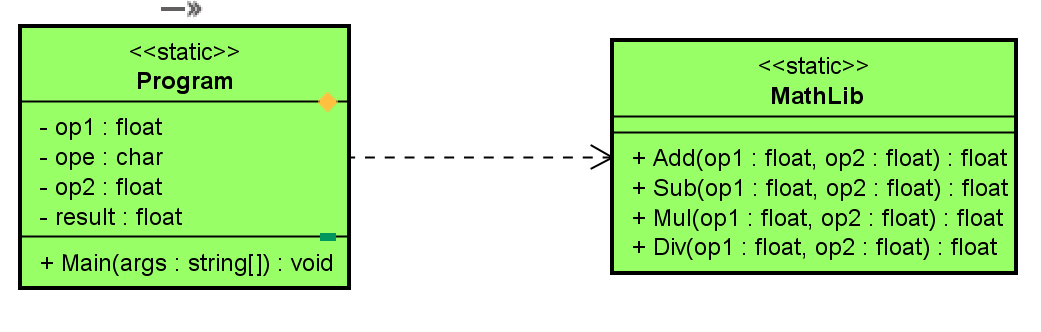 <<static>>
Program
- op1 : float
- ope : char
- op2 : float
- result : float
+ Main(args : string[]) : void
<<static>>
MathLib
+ Add(op1 : float, op2 : float) : float
+ Sub(op1 : float, op2 : float) : float
+ Mul(op1 : float, op2 : float) : float
+ Div(op1 : float, op2 : float) : float